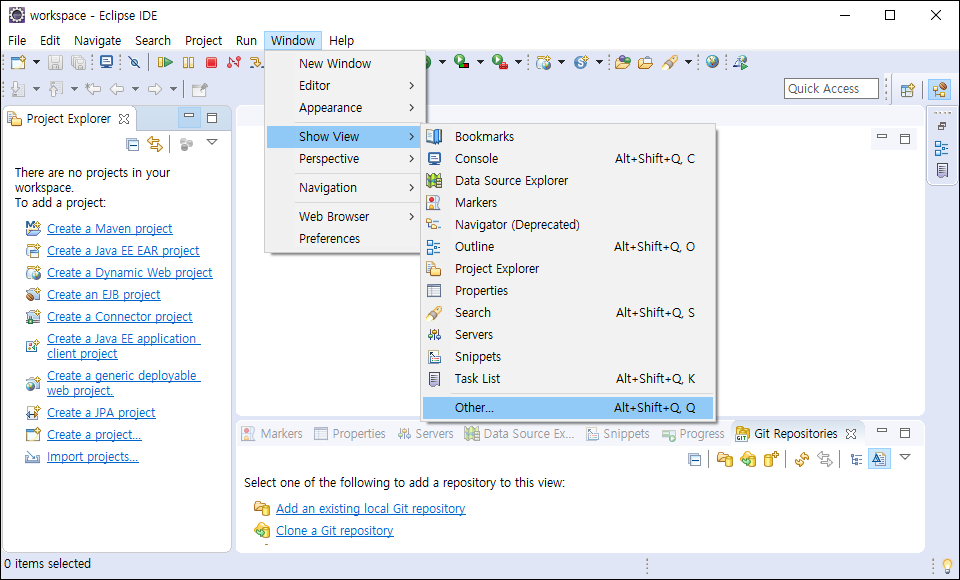 workspace - Eclipse IDE
File Edit Navigate Search Project Run Window Help
Quick Access
New Window
Editor
Appearance
Show View
Perspective
Navigation
Web Browser
Preferences
Bookmarks
Console Alt+Shift+Q, C
Data Source Explorer
Markers
Navigator (Deprecated)
Outline Alt+Shift+Q, O
Project Explorer
Properties
Search Alt+Shift+Q, S
Servers
Snippets
Task List Alt+Shift+Q, K
Other... Alt+Shift+Q, Q
Project Explorer
There are no projects in your
workspace.
To add a project:
Create a Maven project
Create a Java EE EAR project
Create a Dynamic Web project
Create an EJB project
Create a Connector project
Create a Java EE application
client project
Create a generic deployable
web project.
Create a JPA project
Create a project...
Import projects...
Markers Properties Servers Data Source Ex... Snippets Progress Git Repositories
GIT
Select one of the following to add a repository to this view:
Add an existing local Git repository
Clone a Git repository
0 items selected